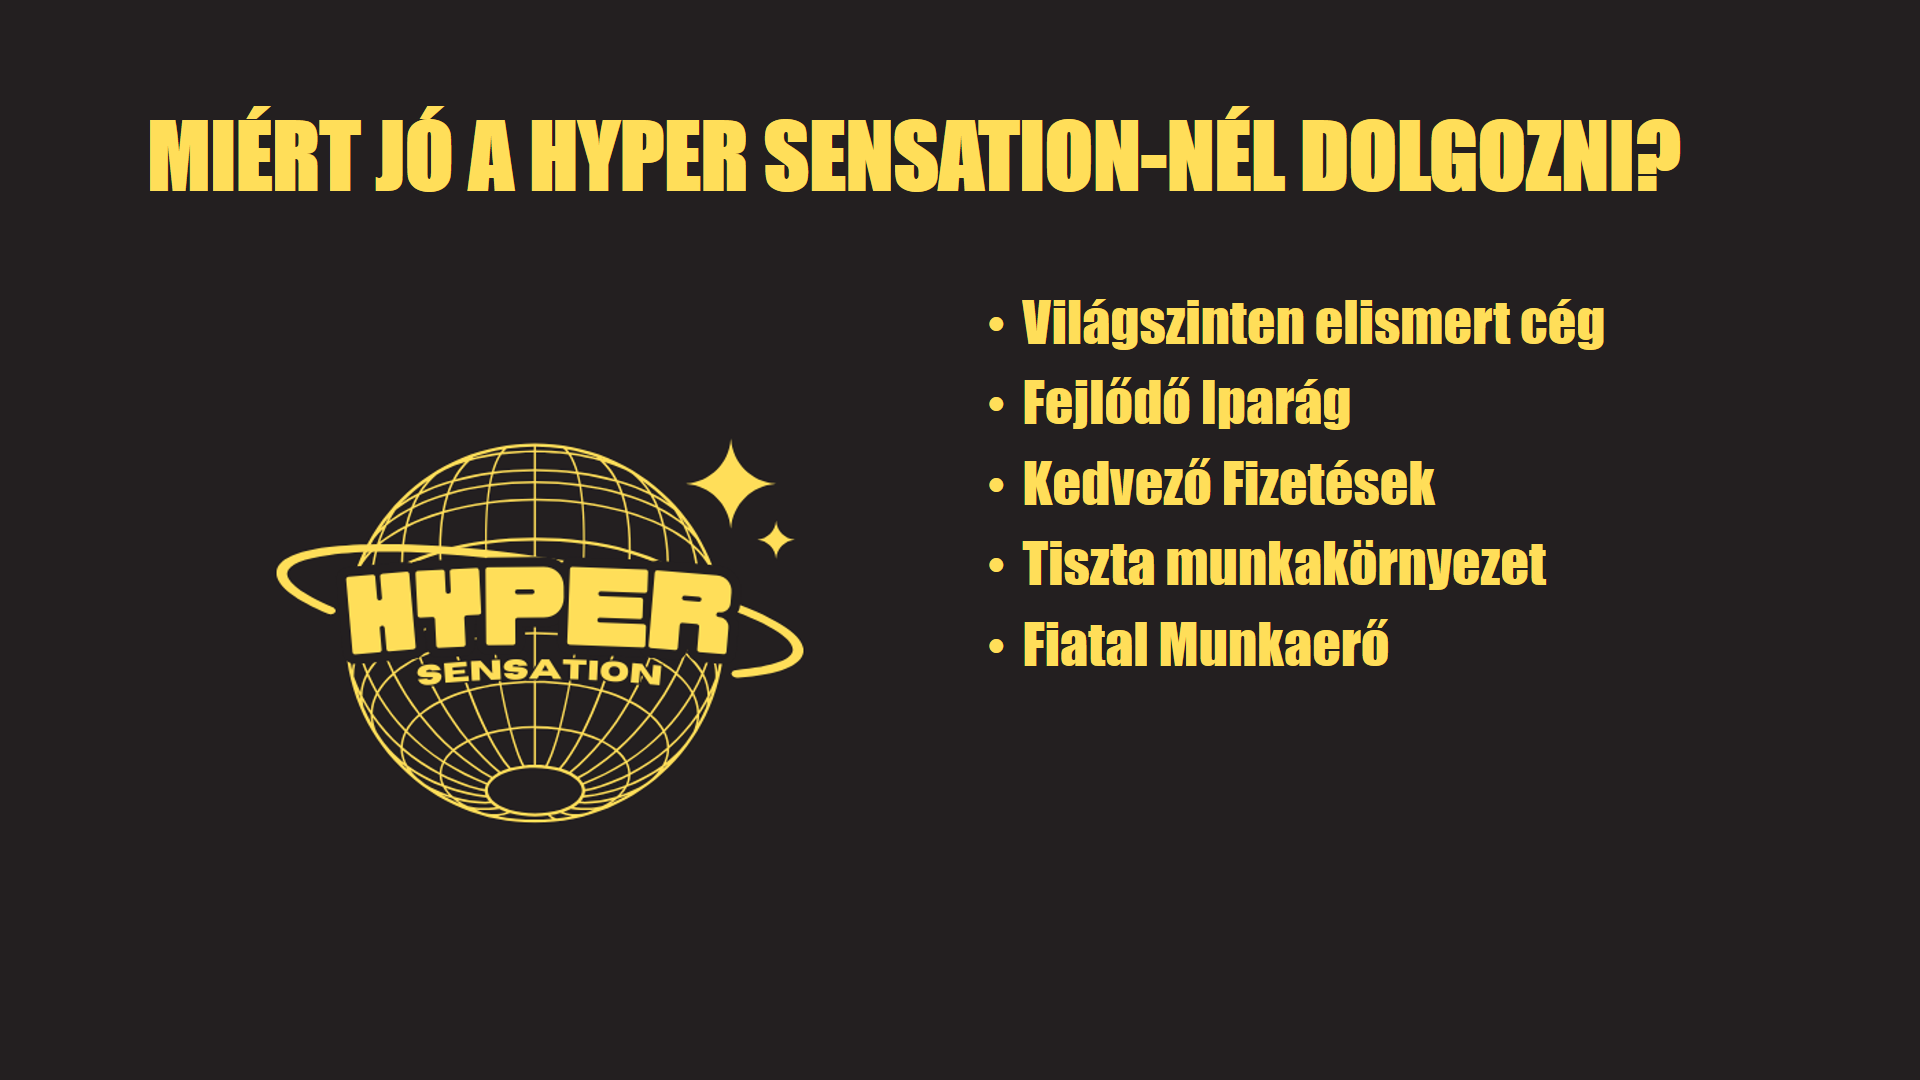 MIÉRT JÓ A HYPER SENSATION-NÉL DOLGOZNI?
• Világszinten elismert cég
• Fejlődő Iparág
• Kedvező Fizetések
• Tiszta munkakörnyezet
• Fiatal Munkaerő
HYPER
SENSATION